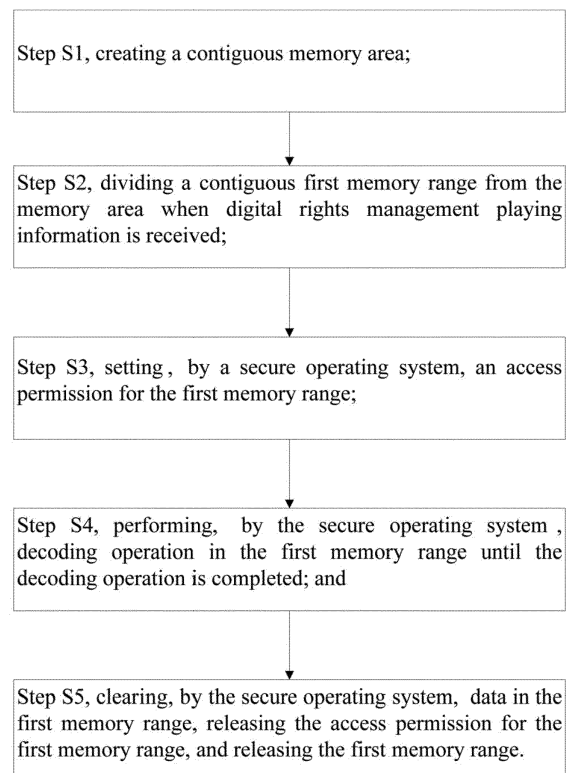 Step S1, creating a contiguous memory area;
Step S2, dividing a contiguous first memory range from the
memory area when digital rights management playing
information is received;
Step S3, setting , by a secure operating system, an access
permission for the first memory range;
Step S4, performing, by the secure operating system ,
decoding operation in the first memory range until the
decoding operation is completed; and
Step S5, clearing, by the secure operating system, data in the
first memory range, releasing the access permission for the
first memory range, and releasing the first memory range.